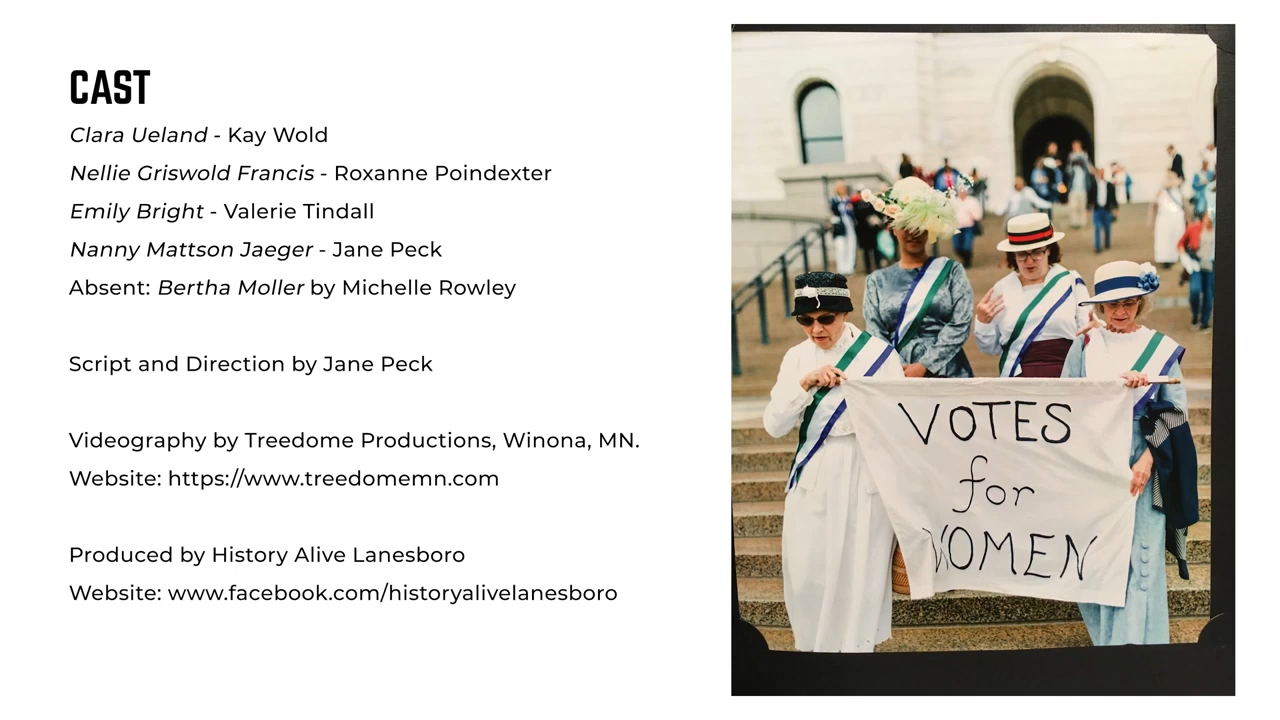 CAST
Clara Ueland - Kay Wold
Nellie Griswold Francis - Roxanne Poindexter
Emily Bright - Valerie Tindall
Nanny Mattson Jaeger - Jane Peck
Absent: Bertha Moller by Michelle Rowley
Script and Direction by Jane Peck
Videography by Treedome Productions, Winona, MN.
Website: https://www.treedomemn.com
Produced by History Alive Lanesboro
Website: www.facebook.com/historyalivelanesboro
VOTES
for
WOMEN